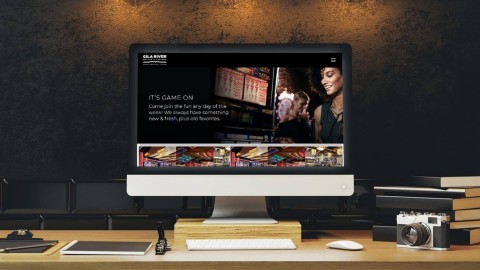 GILA RIVER
IT'S GAME ON
Come join the fun any day of the
week! We always have something
new & fresh, plus old favorites.